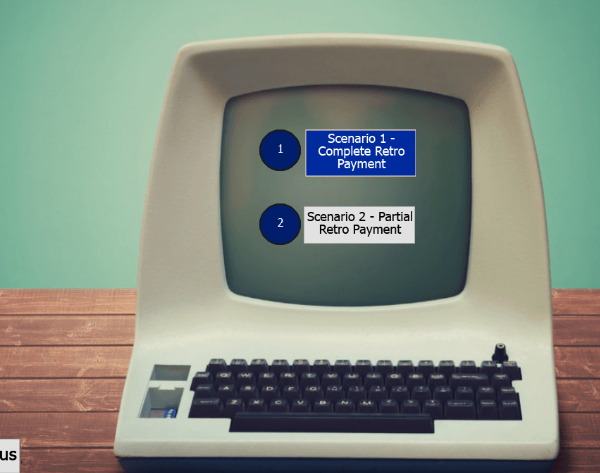 1
Scenario 1 -
Complete Retro
Payment
2
Scenario 2 - Partial
Retro Payment
us